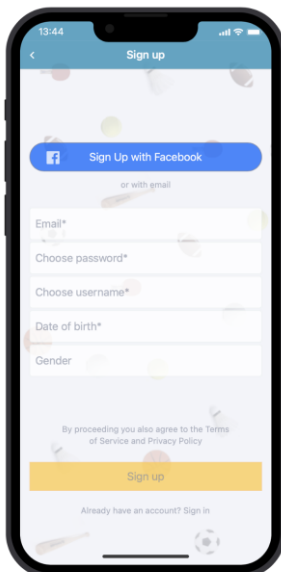 13:44
Sign up
Sign Up with Facebook
or with email
Email*
Choose password*
Choose username*
Date of birth*
Gender
By proceeding you also agree to the Terms
of Service and Privacy Policy
Sign up
Already have an account? Sign in